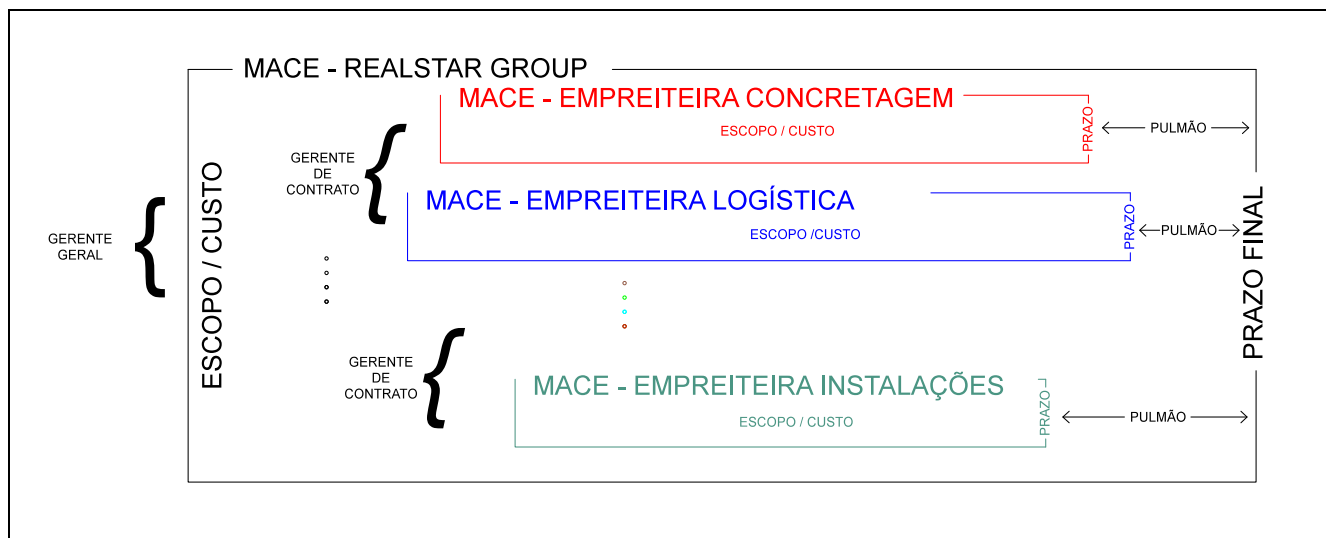 MACE - REALSTAR GROUP
MACE - EMPREITEIRA CONCRETAGEM
ESCOPO / CUSTO
PRAZO
PULMÃO
GERENTE
DE
CONTRATO
MACE - EMPREITEIRA LOGÍSTICA
ESCOPO /CUSTO
PRAZO
PULMÃO
GERENTE
GERAL
ESCOPO / CUSTO
PRAZO FINAL
GERENTE
DE
CONTRATO
MACE - EMPREITEIRA INSTALAÇÕES
ESCOPO / CUSTO
PRAZO
PULMÃO